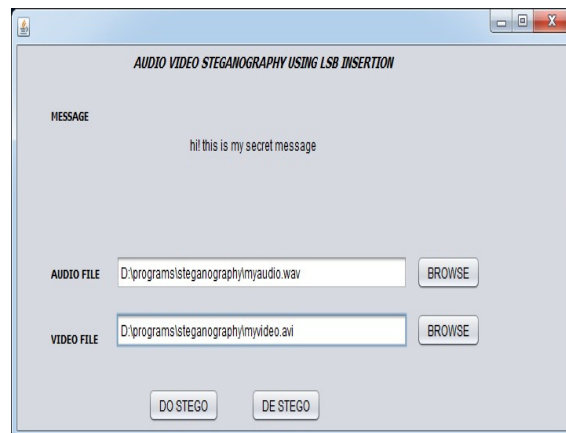 AUDIO VIDEO STEGANOGRAPHY USING LSB INSERTION
MESSAGE
hi! this is my secret message
AUDIO FILE D:\programs\steganography\myaudio.wav BROWSE
VIDEO FILE D:\programs\steganography\myvideo.avi BROWSE
DO STEGO DE STEGO